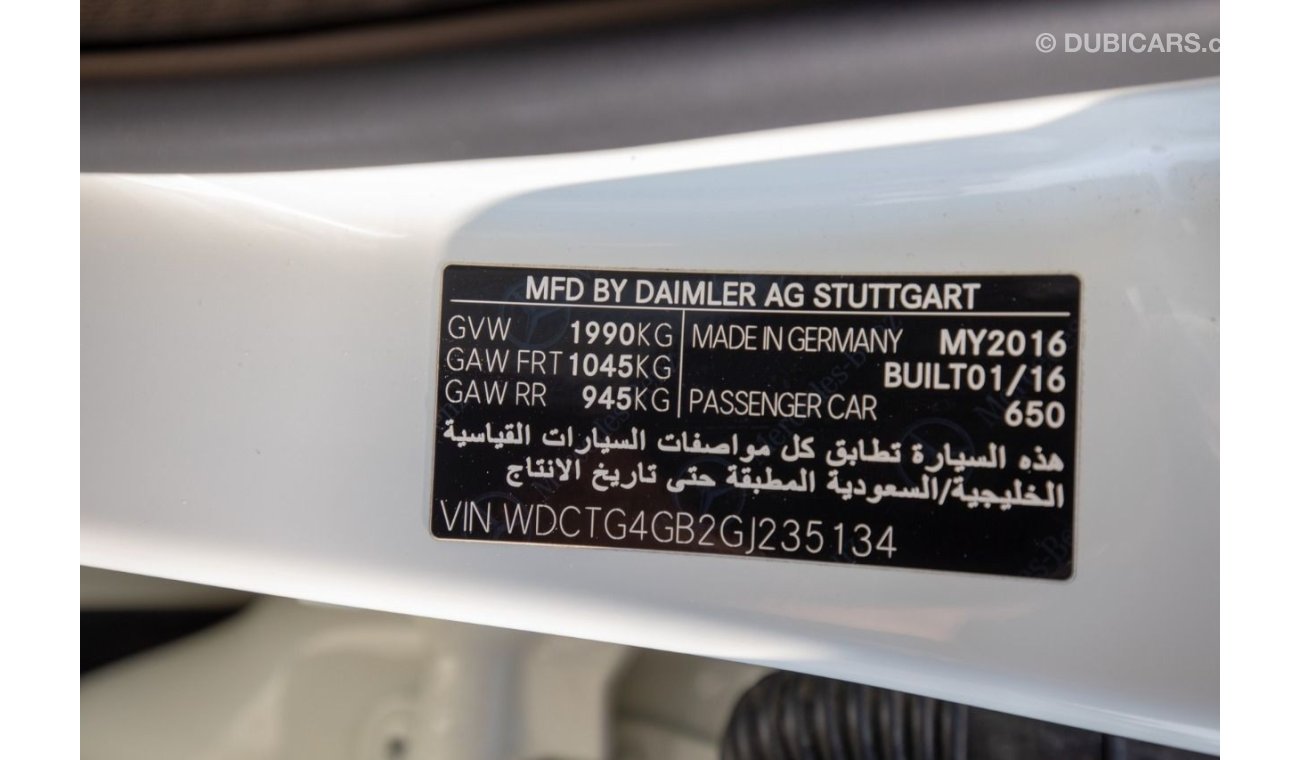 © DUBICARS.c
MFD BY DAIMLER AG STUTTGART
GVW 1990KG MADE IN GERMANY MY2016
GAW FRT 1045KG BUILT01/16
GAW RR 945KG PASSENGER CAR 650
هذه السيارة تطابق كل مواصفات السيارات القياسية
الخليجية/السعودية المطبقة حتى تاريخ الانتاج
VIN WDCTG4GB2GJ235134